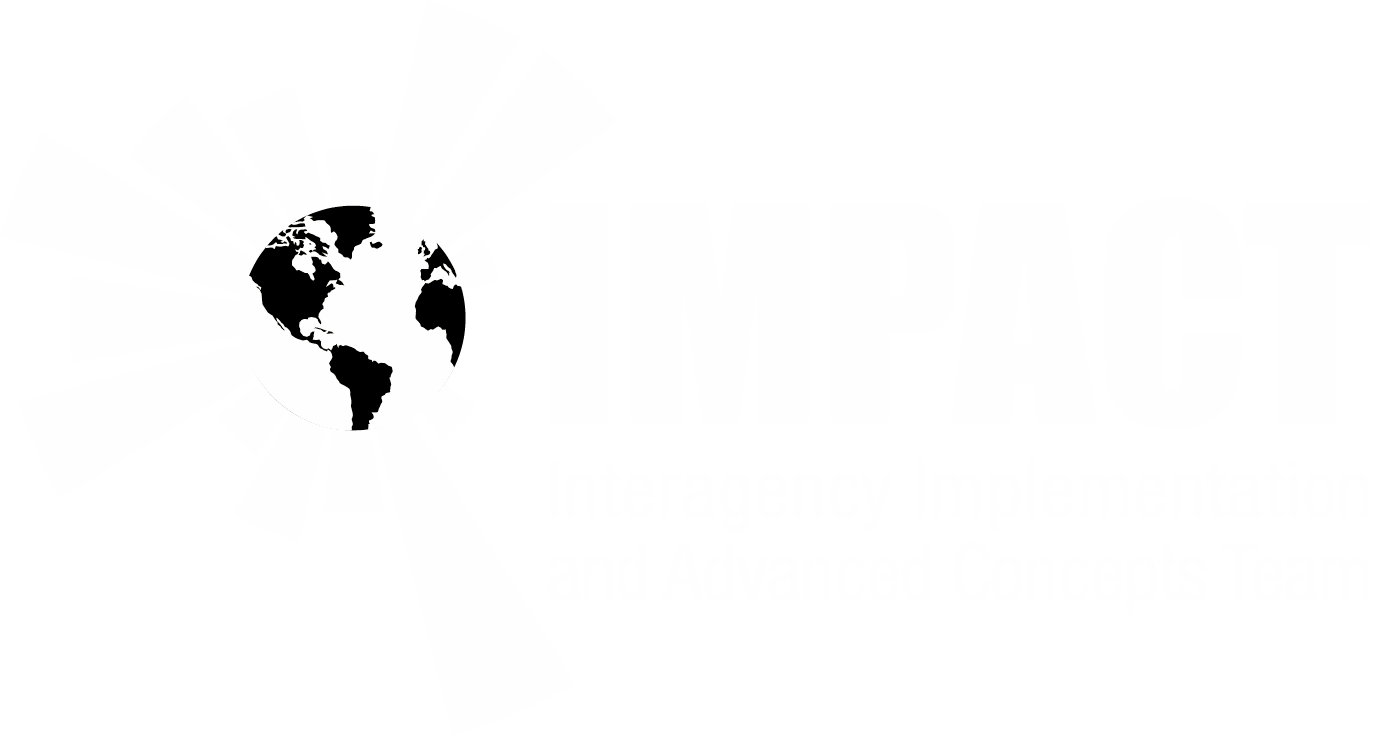 IMPACT
Interagency Implementation
and Advanced Concepts Team